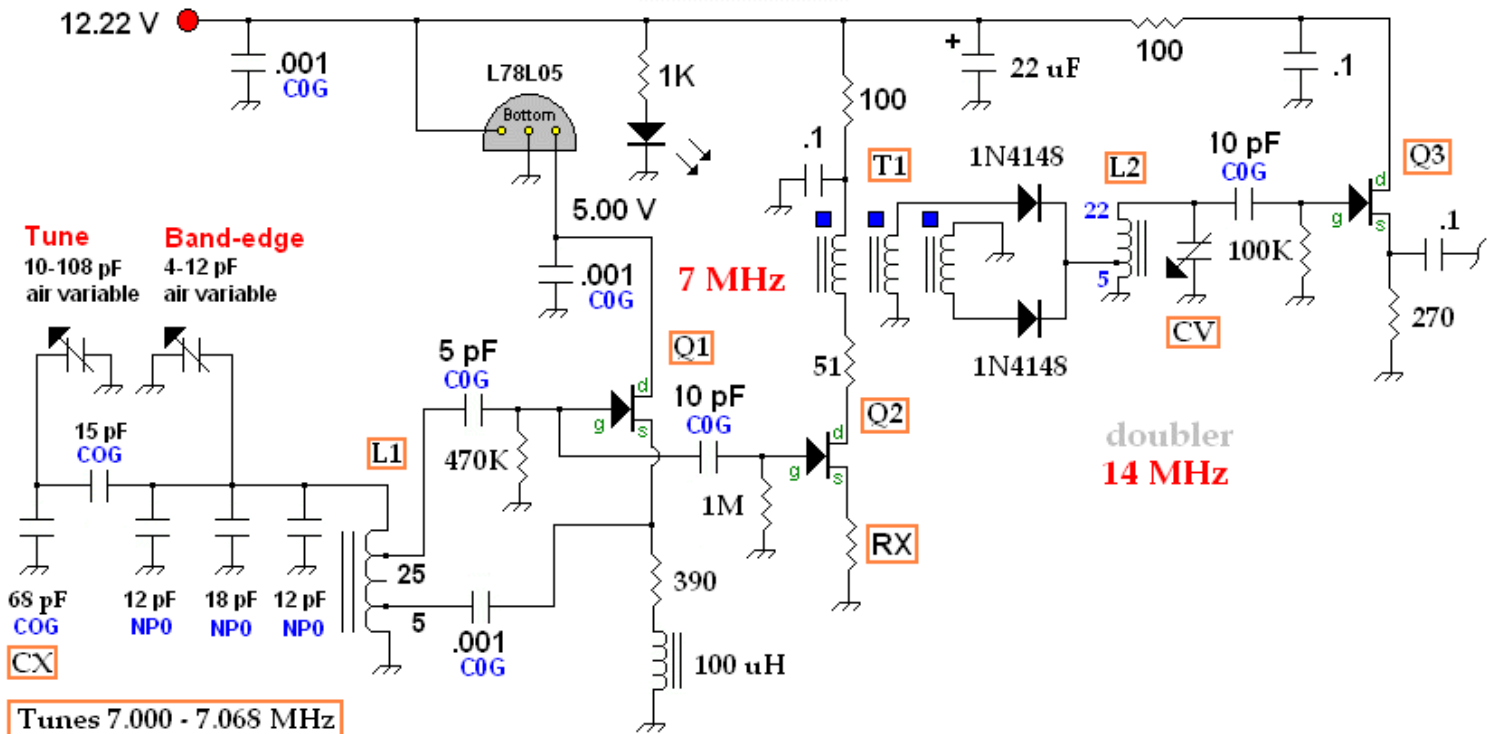 12.22 V
.001
C0G
L78L05
Bottom
1K
100
+
22 uF
100
.1
.1
T1
1N4148
L2
10 pF
C0G
Q3
d
g
s
5.00 V
22
5
.1
Tune
10-108 pF
air variable
Band-edge
4-12 pF
air variable
.001
C0G
7 MHz
100K
CV
270
1N4148
5 pF
C0G
Q1
d
g
s
51
10 pF
C0G
Q2
d
g
s
15 pF
COG
L1
470K
1M
doubler
14 MHz
RX
25
5
390
68 pF
COG
12 pF
NP0
18 pF
NP0
12 pF
NP0
.001
C0G
CX
100 uH
Tunes 7.000 - 7.068 MHz